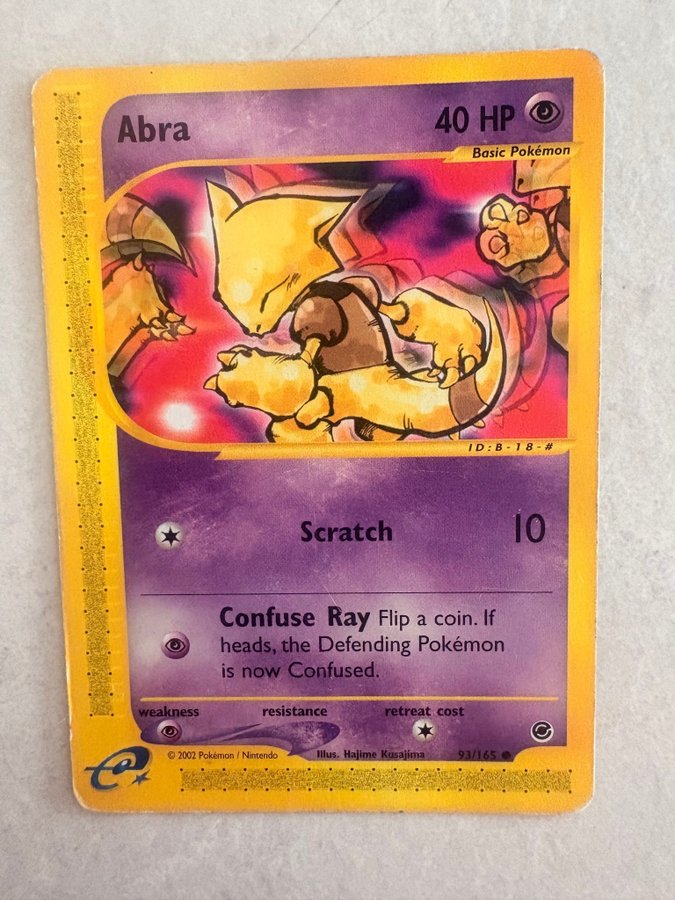 Abra
40 HP
Basic Pokémon
ID:B-18-#
Scratch 10
Confuse Ray Flip a coin. If
heads, the Defending Pokémon
is now Confused.
weakness resistance retreat cost
© 2002 Pokémon / Nintendo Illus. Hajime Kusajima 93/165
e